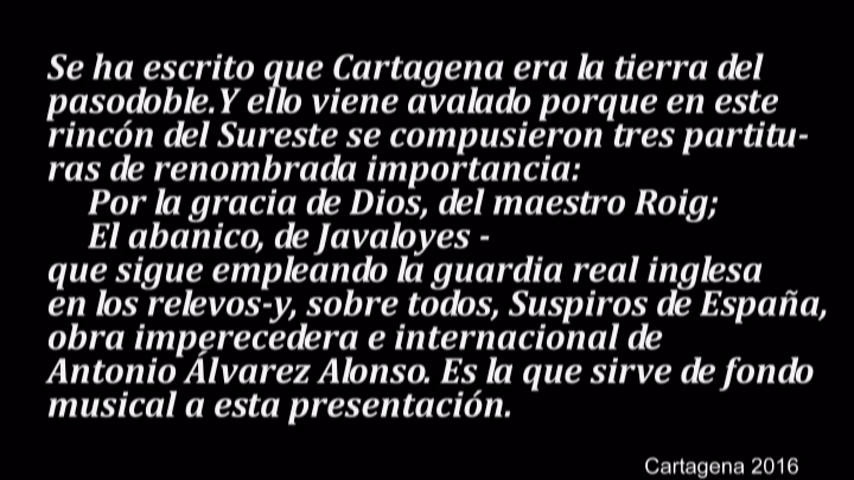 Se ha escrito que Cartagena era la tierra del
pasodoble.Y ello viene avalado porque en este
rincón del Sureste se compusieron tres partitu-
ras de renombrada importancia:
Por la gracia de Dios, del maestro Roig;
El abanico, de Javaloyes -
que sigue empleando la guardia real inglesa
en los relevos-y, sobre todos, Suspiros de España,
obra imperecedera e internacional de
Antonio Álvarez Alonso. Es la que sirve de fondo
musical a esta presentación.
Cartagena 2016